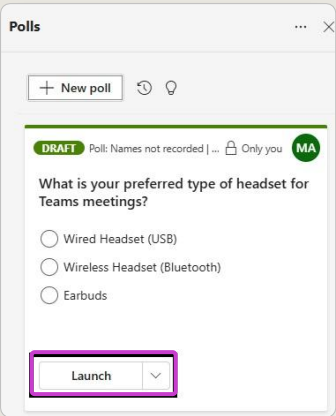 Polls
New poll
DRAFT Poll: Names not recorded | ... Only you MA
What is your preferred type of headset for
Teams meetings?
Wired Headset (USB)
Wireless Headset (Bluetooth)
Earbuds
Launch